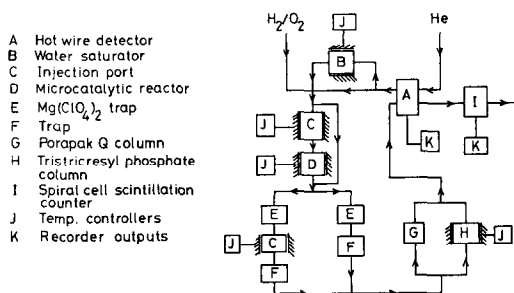 A Hot wire detector
B Water saturator
C Injection port
D Microcatalytic reactor
E Mg(ClO4)2 trap
F Trap
G Porapak Q column
H Tristricresyl phosphate
column
I Spiral cell scintillation
counter
J Temp. controllers
K Recorder outputs
H2/O2
J
He
B
A
I
J
C
K
K
J
D
E
E
J
C
F
G
H
J
F